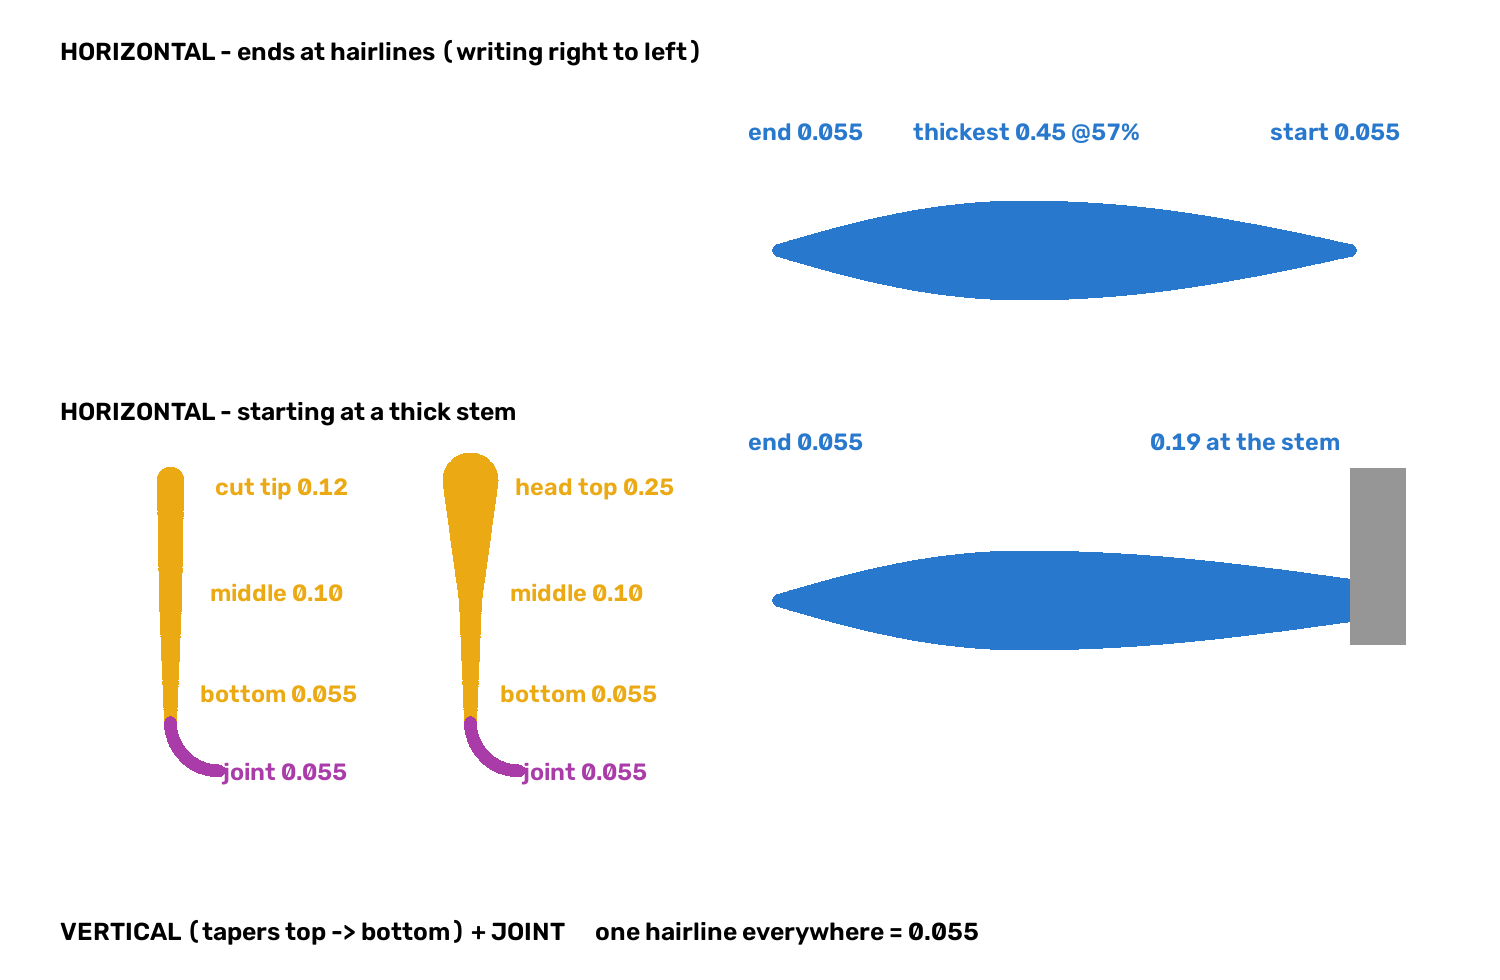 HORIZONTAL - ends at hairlines (writing right to left)
end 0.055 thickest 0.45 @57% start 0.055
HORIZONTAL - starting at a thick stem
end 0.055 0.19 at the stem
cut tip 0.12 head top 0.25
middle 0.10 middle 0.10
bottom 0.055 bottom 0.055
joint 0.055 joint 0.055
VERTICAL (tapers top -> bottom) + JOINT one hairline everywhere = 0.055